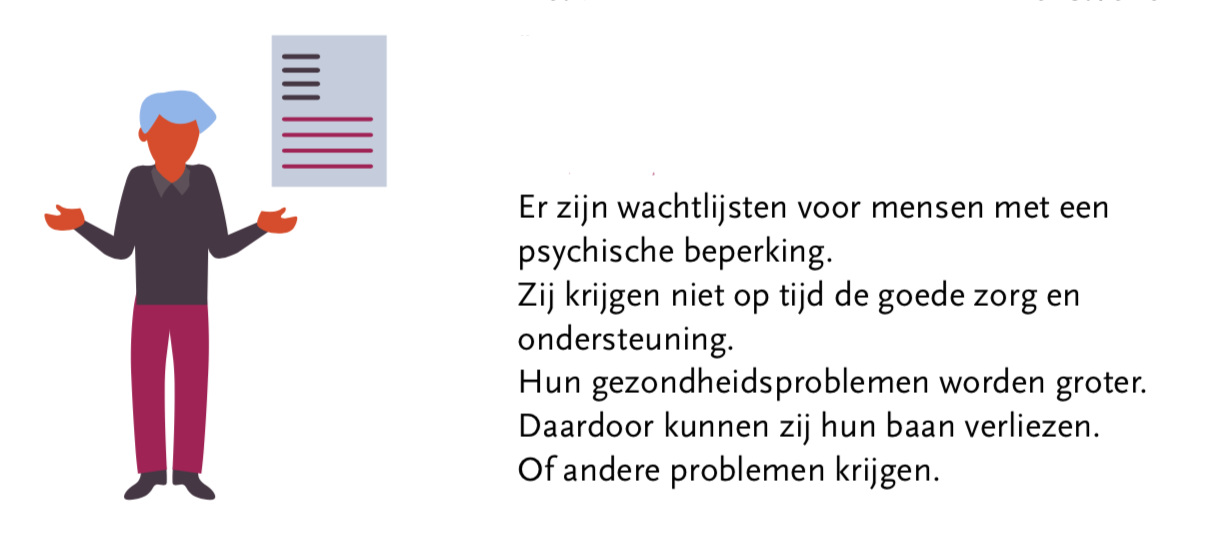 Er zijn wachtlijsten voor mensen met een
psychische beperking.
Zij krijgen niet op tijd de goede zorg en
ondersteuning.
Hun gezondheidsproblemen worden groter.
Daardoor kunnen zij hun baan verliezen.
Of andere problemen krijgen.